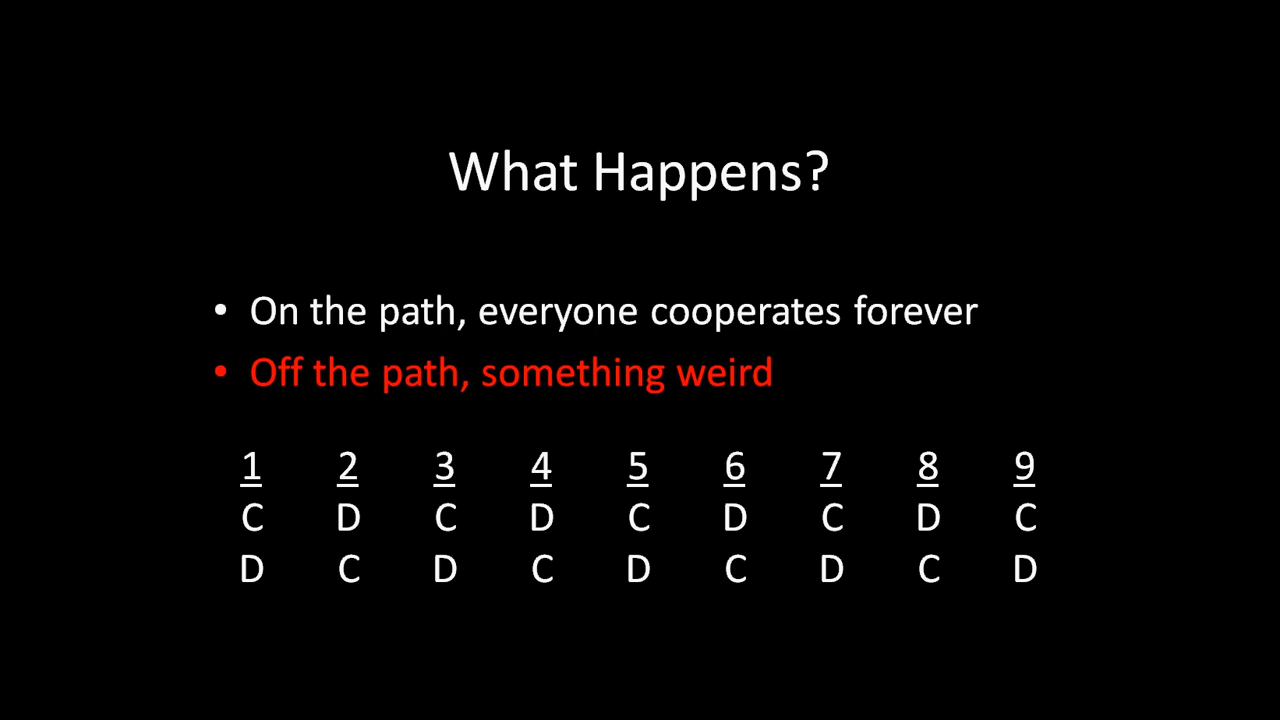 What Happens?
• On the path, everyone cooperates forever
• Off the path, something weird
1 2 3 4 5 6 7 8 9
C D C D C D C D C
D C D C D C D C D